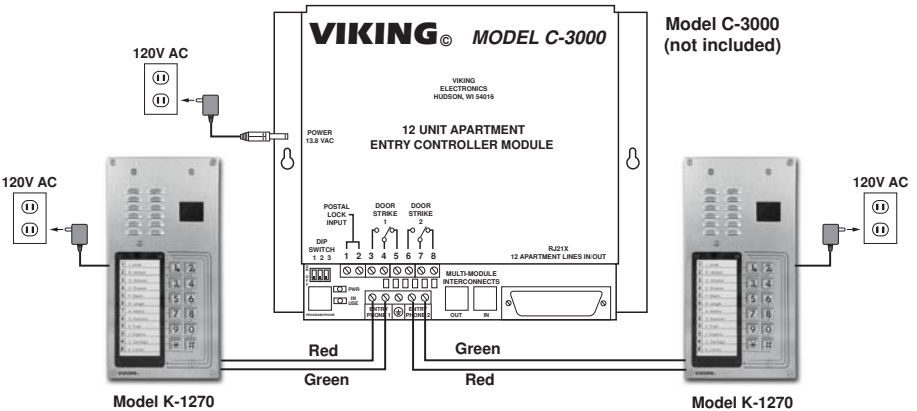 VIKING© MODEL C-3000
Model C-3000
(not included)
120V AC
VIKING
ELECTRONICS
HUDSON, WI 54016
POWER
13.8 VAC
12 UNIT APARTMENT
ENTRY CONTROLLER MODULE
120V AC
120V AC
POSTAL
LOCK
INPUT
DOOR
STRIKE
1
DOOR
STRIKE
2
DIP
SWITCH
1 2 3
1 2 3 4 5 6 7 8
RJ21X
12 APARTMENT LINES IN/OUT
PWR
IN
USE
MULTI-MODULE
INTERCONNECTS
OUT IN
PROGRAM PHONE
ENTRY
PHONE 1
ENTRY
PHONE 2
Red
Green
Green
Red
VIKING
VIKING
Model K-1270
Model K-1270